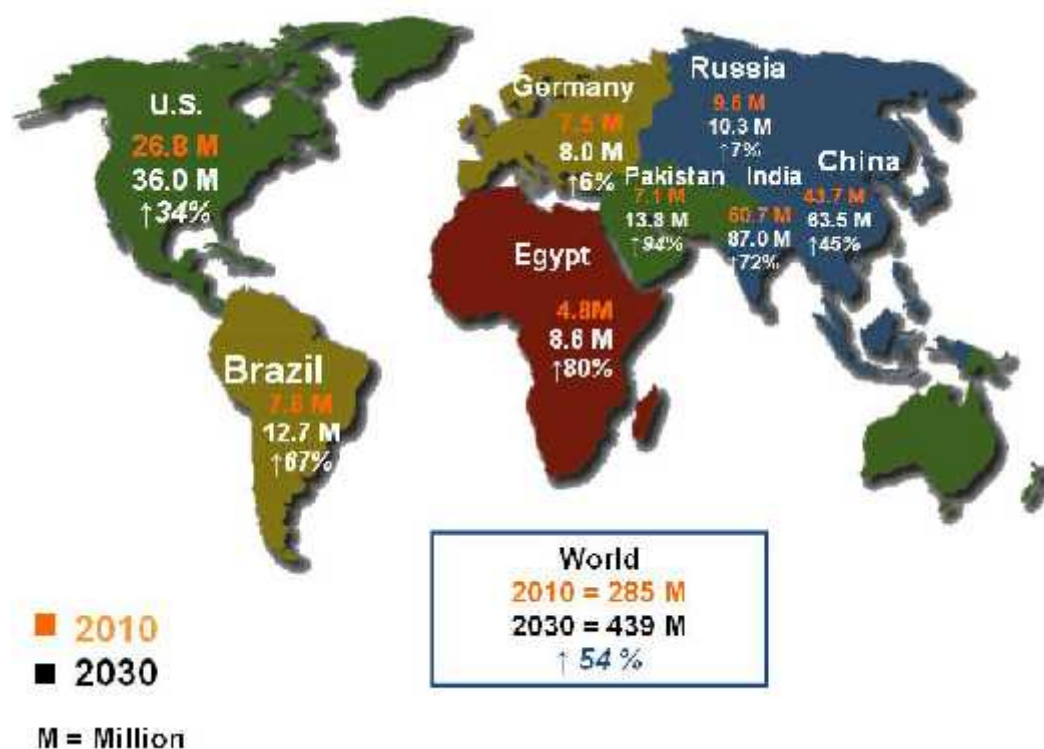 U.S.
26.8 M
36.0 M
↑34%
Brazil
7.6 M
12.7 M
↑67%
Germany
7.5 M
8.0 M
↑6%
Egypt
4.8M
8.6 M
↑80%
Russia
9.6 M
10.3 M
↑7%
Pakistan
7.1 M
13.8 M
↑94%
India
87.0 M
↑72%
China
43.7 M
63.5 M
↑45%
World
2010 = 285 M
2030 = 439 M
↑ 54 %
2010
2030
M = Million